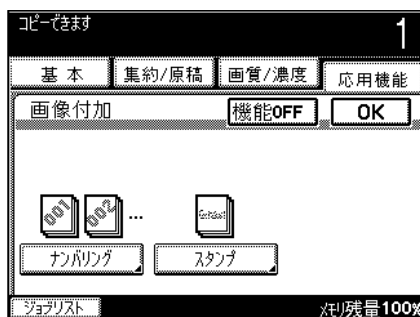 コピーできます
1
基本 集約/原稿 画質/濃度 応用機能
画像付加 機能OFF OK
001 002 ...
ナンバリング スタンプ
ジョブリスト メモリ残量100%